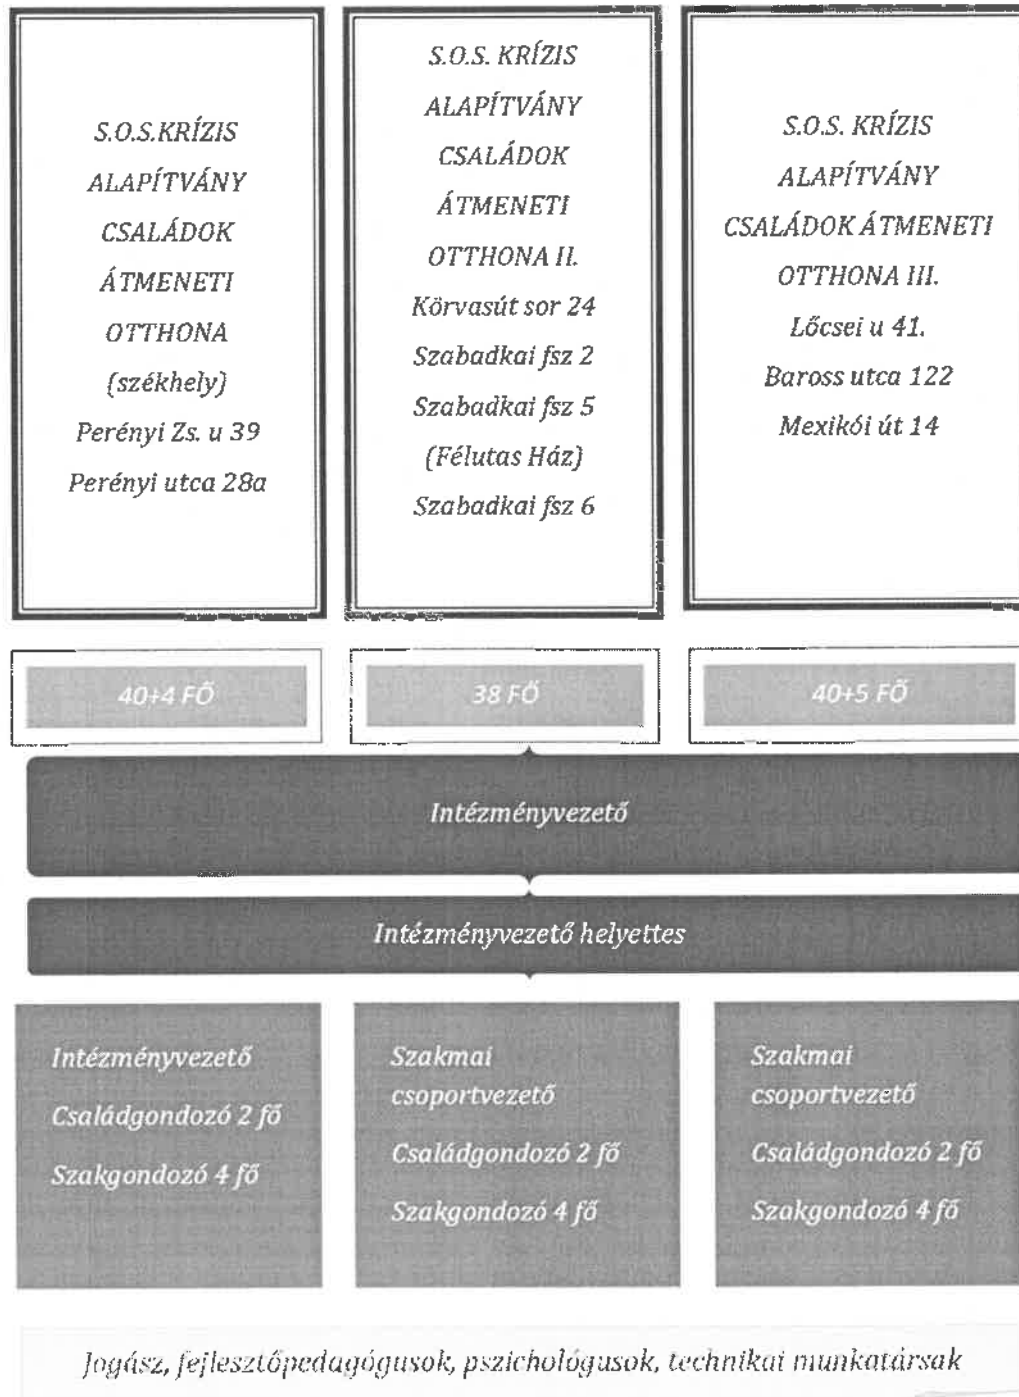 S.O.S.KRÍZIS
ALAPÍTVÁNY
CSALÁDOK
ÁTMENETI
OTTHONA
(székhely)
Perényi Zs. u 39
Perényi utca 28a
S.O.S. KRÍZIS
ALAPÍTVÁNY
CSALÁDOK
ÁTMENETI
OTTHONA II.
Körvasút sor 24
Szabadkai fsz 2
Szabadkai fsz 5
(Félutas Ház)
Szabadkai fsz 6
S.O.S. KRÍZIS
ALAPÍTVÁNY
CSALÁDOK ÁTMENETI
OTTHONA III.
Lőcsei u 41.
Baross utca 122
Mexikói út 14
40+4 FŐ
38 FŐ
40+5 FŐ
Intézményvezető
Intézményvezető helyettes
Intézményvezető
Családgondozó 2 fő
Szakgondozó 4 fő
Szakmai
csoportvezető
Családgondozó 2 fő
Szakgondozó 4 fő
Szakmai
csoportvezető
Családgondozó 2 fő
Szakgondozó 4 fő
Jogász, fejlesztőpedagógusok, pszichológusok, technikai munkatársak